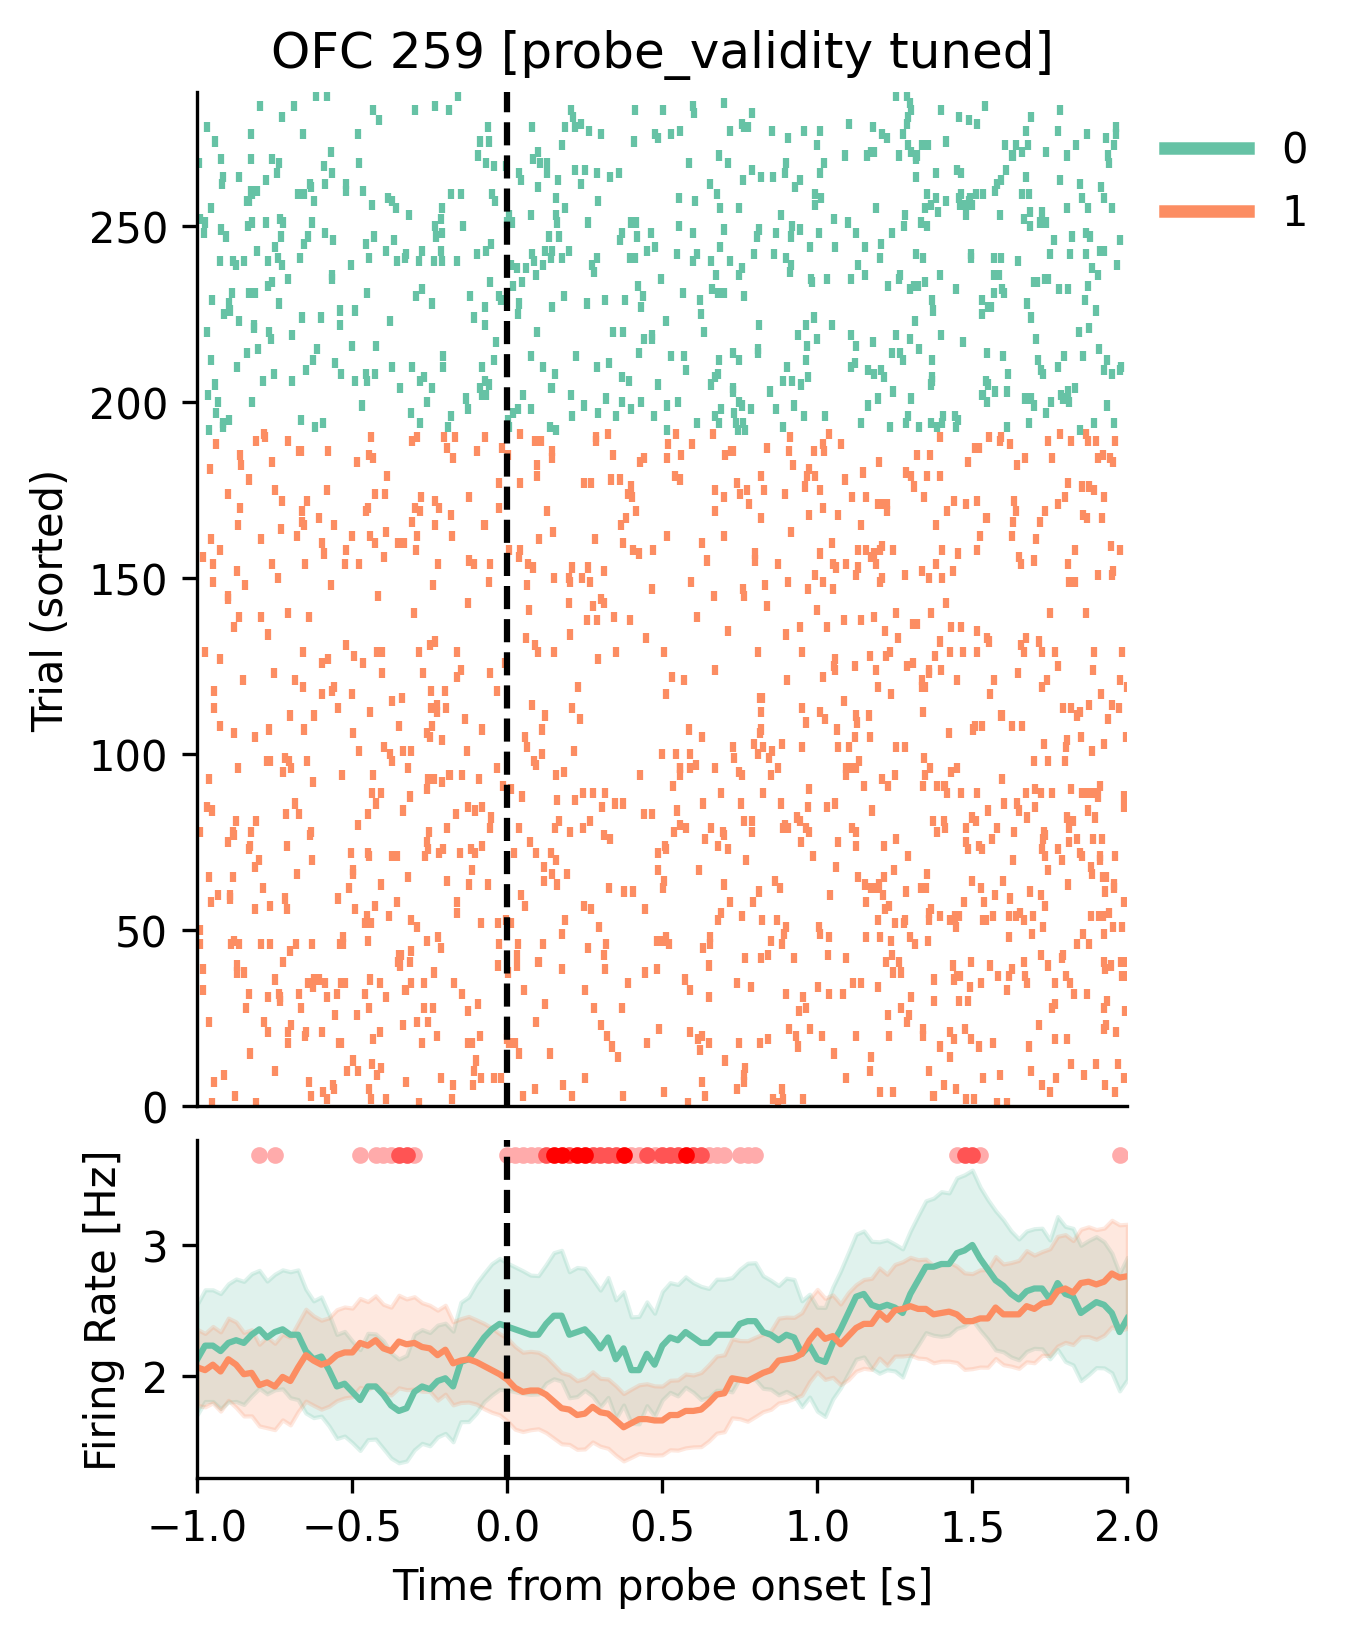 OFC 259 [probe_validity tuned]
0
1
Trial (sorted)
250
200
150
100
50
0
Firing Rate [Hz]
3
2
−1.0 −0.5 0.0 0.5 1.0 1.5 2.0
Time from probe onset [s]